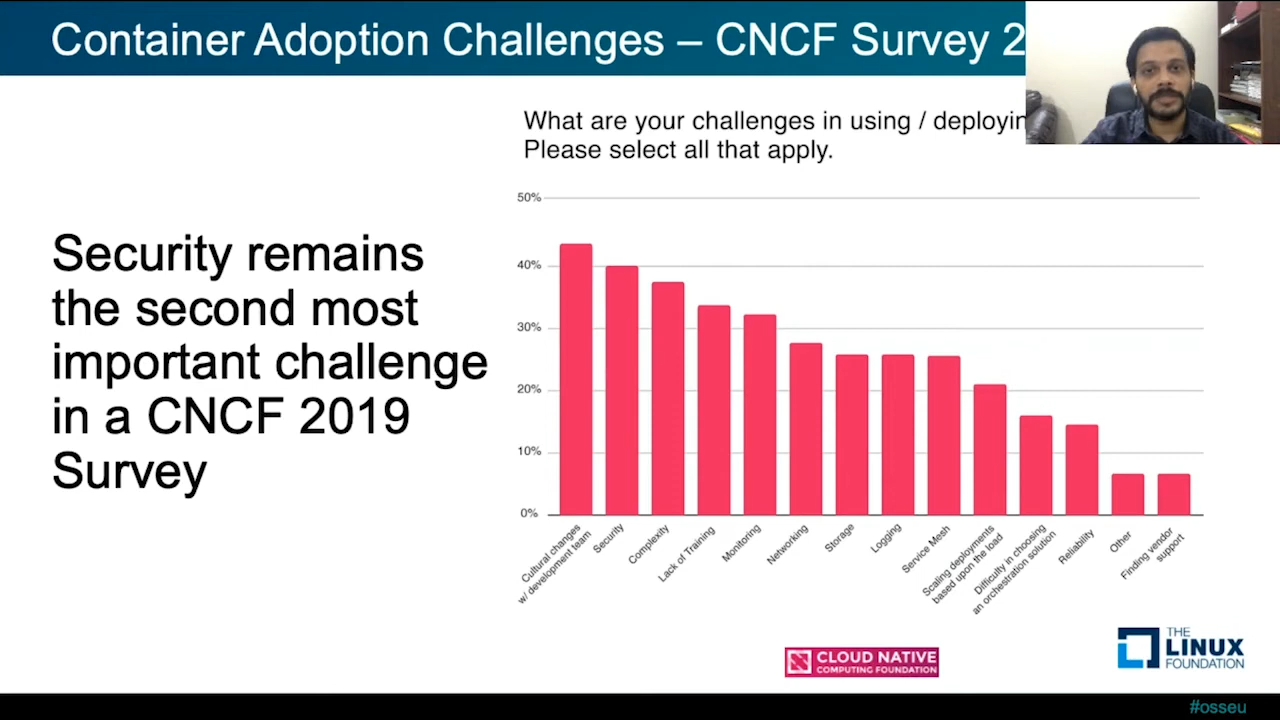 Container Adoption Challenges – CNCF Survey 2
What are your challenges in using /
Please select all that apply.
Security remains
the second most
important challenge
in a CNCF 2019
Survey
50%
40%
30%
20%
10%
0%
Cultural changes
w/ development team
Security
Complexity
Lack of Training
Monitoring
Networking
Storage
Logging
Service Mesh
Scaling deployments
based upon the load
Difficulty in choosing
an orchestration solution
Reliability
Other
Finding vendor
support
CLOUD NATIVE
COMPUTING FOUNDATION
THE
LINUX
FOUNDATION
#osseu